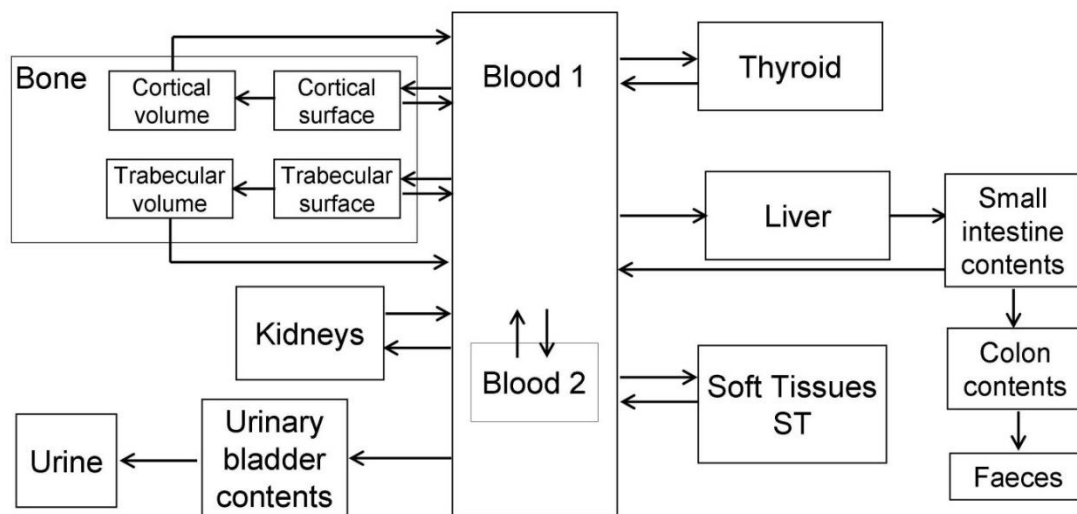 Bone
Cortical
volume
Cortical
surface
Trabecular
volume
Trabecular
surface
Kidneys
Urine
Urinary
bladder
contents
Blood 1
Blood 2
Thyroid
Liver
Small
intestine
contents
Colon
contents
Faeces
Soft Tissues
ST